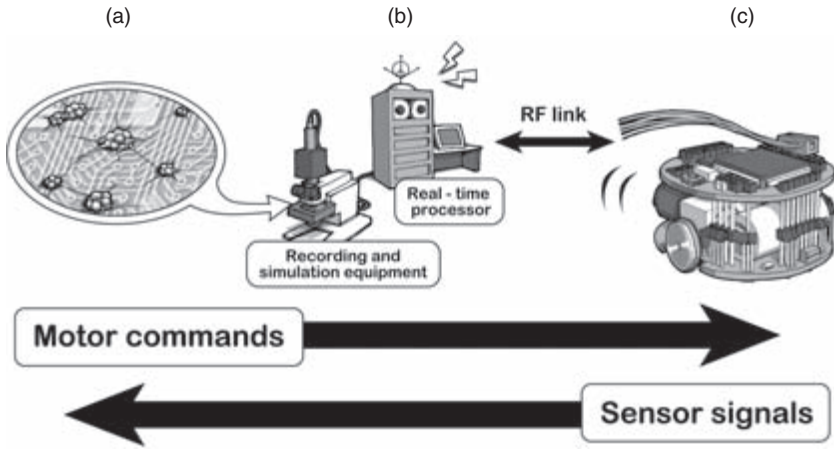 (a)
(b)
(c)
RF link
Real - time
processor
Recording and
simulation equipment
Motor commands
Sensor signals